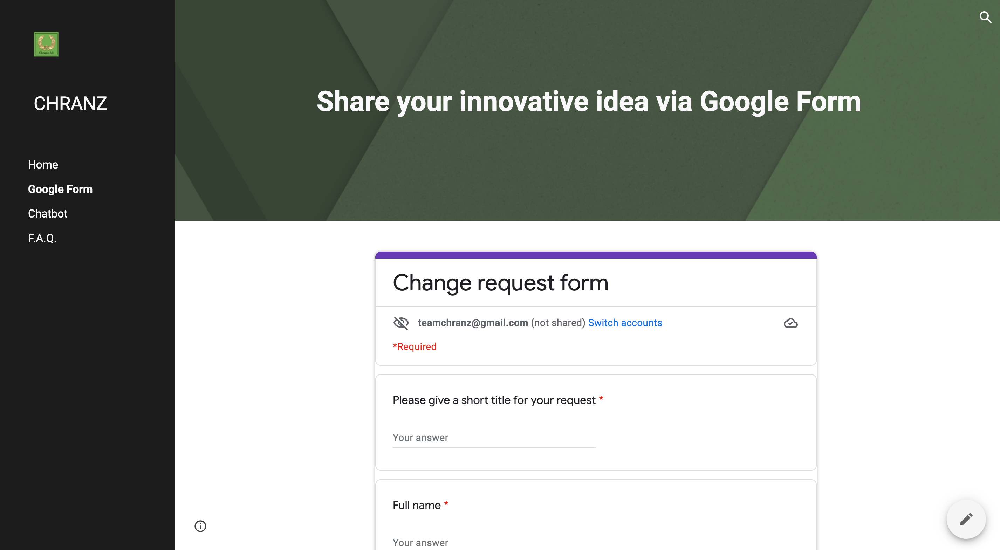 Chranz AG
CHRANZ
Home
Google Form
Chatbot
F.A.Q.
Share your innovative idea via Google Form
Change request form
teamchranz@gmail.com (not shared) Switch accounts
*Required
Please give a short title for your request *
Your answer
Full name *
Your answer